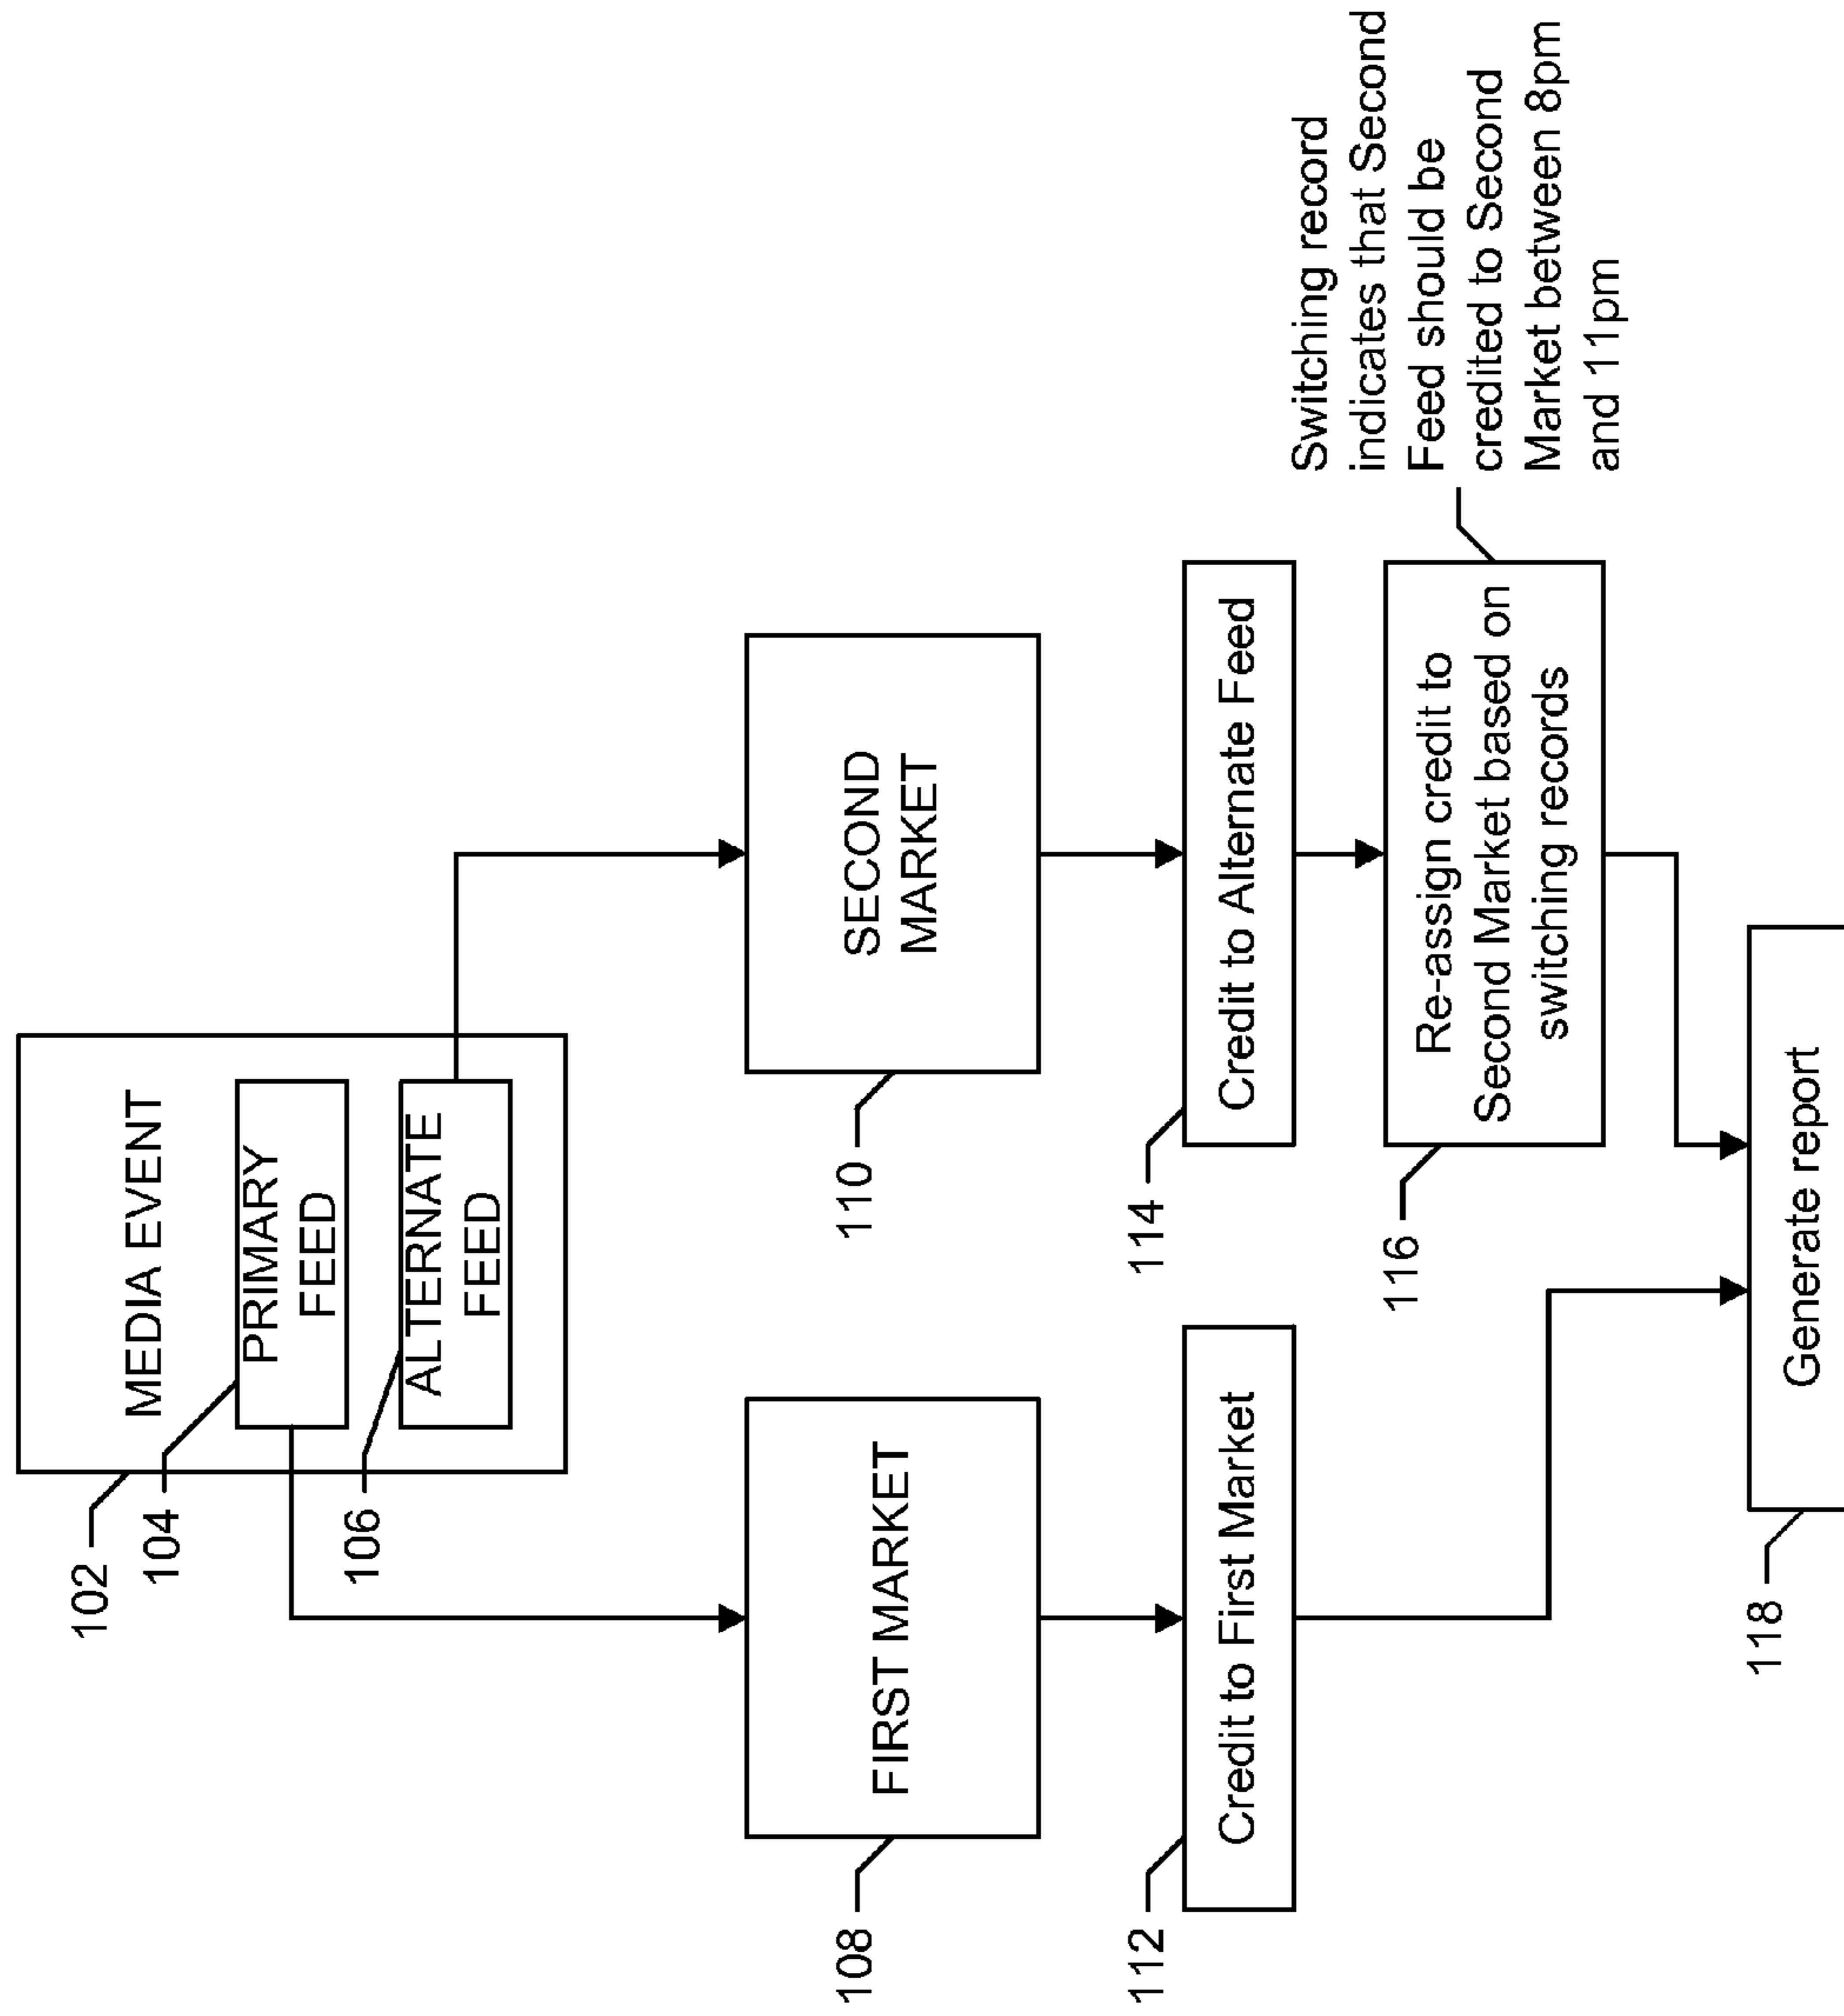 102
104
106
MEDIA EVENT
PRIMARY
FEED
ALTERNATE
FEED
108
FIRST MARKET
110
SECOND
MARKET
112
Credit to First Market
114
Credit to Alternate Feed
116
Re-assign credit to
Second Market based on
switching records
Switching record
indicates that Second
Feed should be
credited to Second
Market between 8pm
and 11pm
118
Generate report